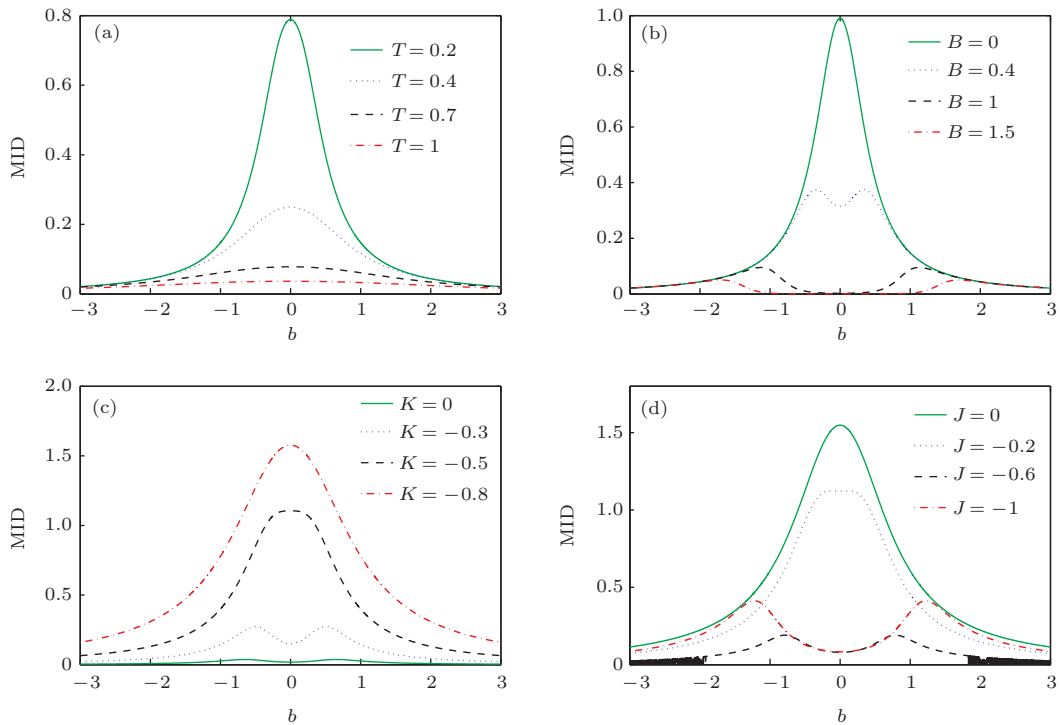 (a)
T = 0.2
T = 0.4
T = 0.7
T = 1
0.8
0.6
0.4
0.2
0
MID
−3
−2
−1
0
1
2
3
b
(b)
B = 0
B = 0.4
B = 1
B = 1.5
1.0
0.8
0.6
0.4
0.2
0
MID
−3
−2
−1
0
1
2
3
b
(c)
K = 0
K = −0.3
K = −0.5
K = −0.8
2.0
1.5
1.0
0.5
0
MID
−3
−2
−1
0
1
2
3
b
(d)
J = 0
J = −0.2
J = −0.6
J = −1
1.5
1.0
0.5
0
MID
−3
−2
−1
0
1
2
3
b